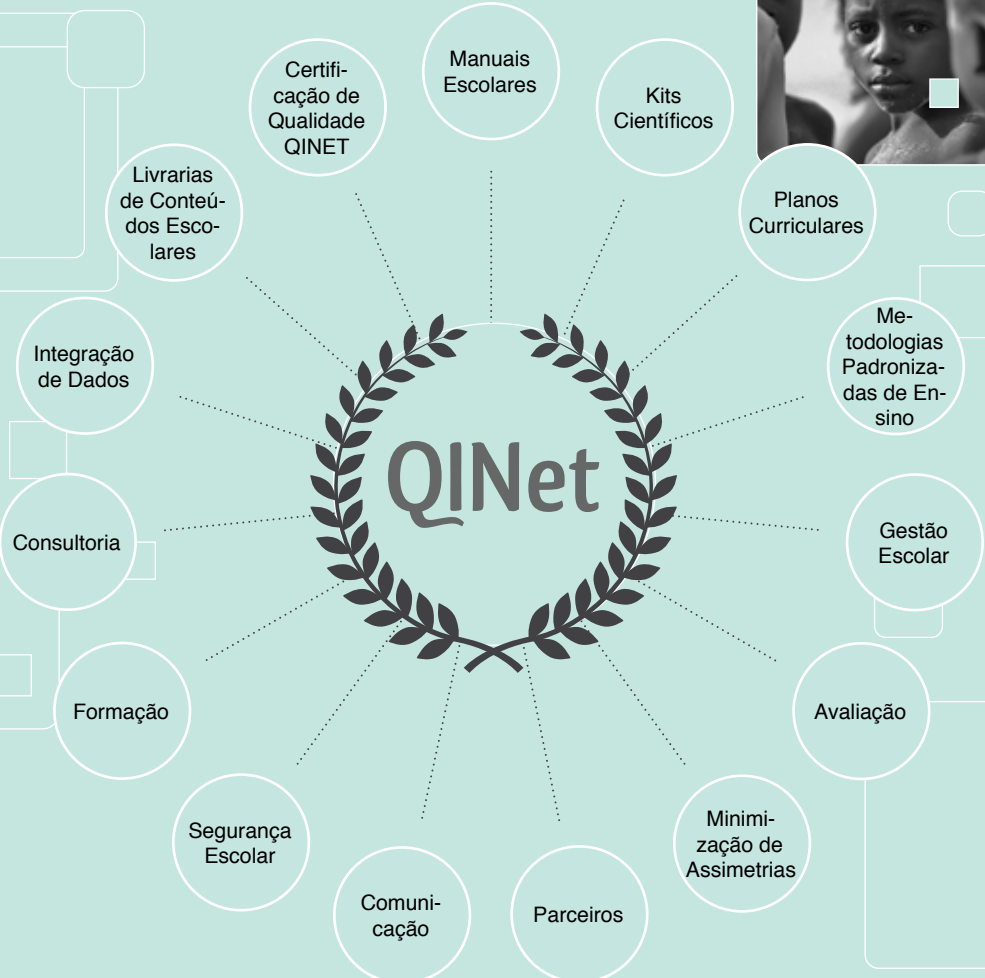 Manuais
Escolares
Kits
Científicos
Planos
Curriculares
Me-
todologias
Padroniza-
das de En-
sino
Gestão
Escolar
Avaliação
Minimi-
zação de
Assimetrias
Parceiros
Comuni-
cação
Segurança
Escolar
Formação
Consultoria
Integração
de Dados
Livrarias
de Conteú-
dos Esco-
lares
Certifi-
cação de
Qualidade
QINET
QINet